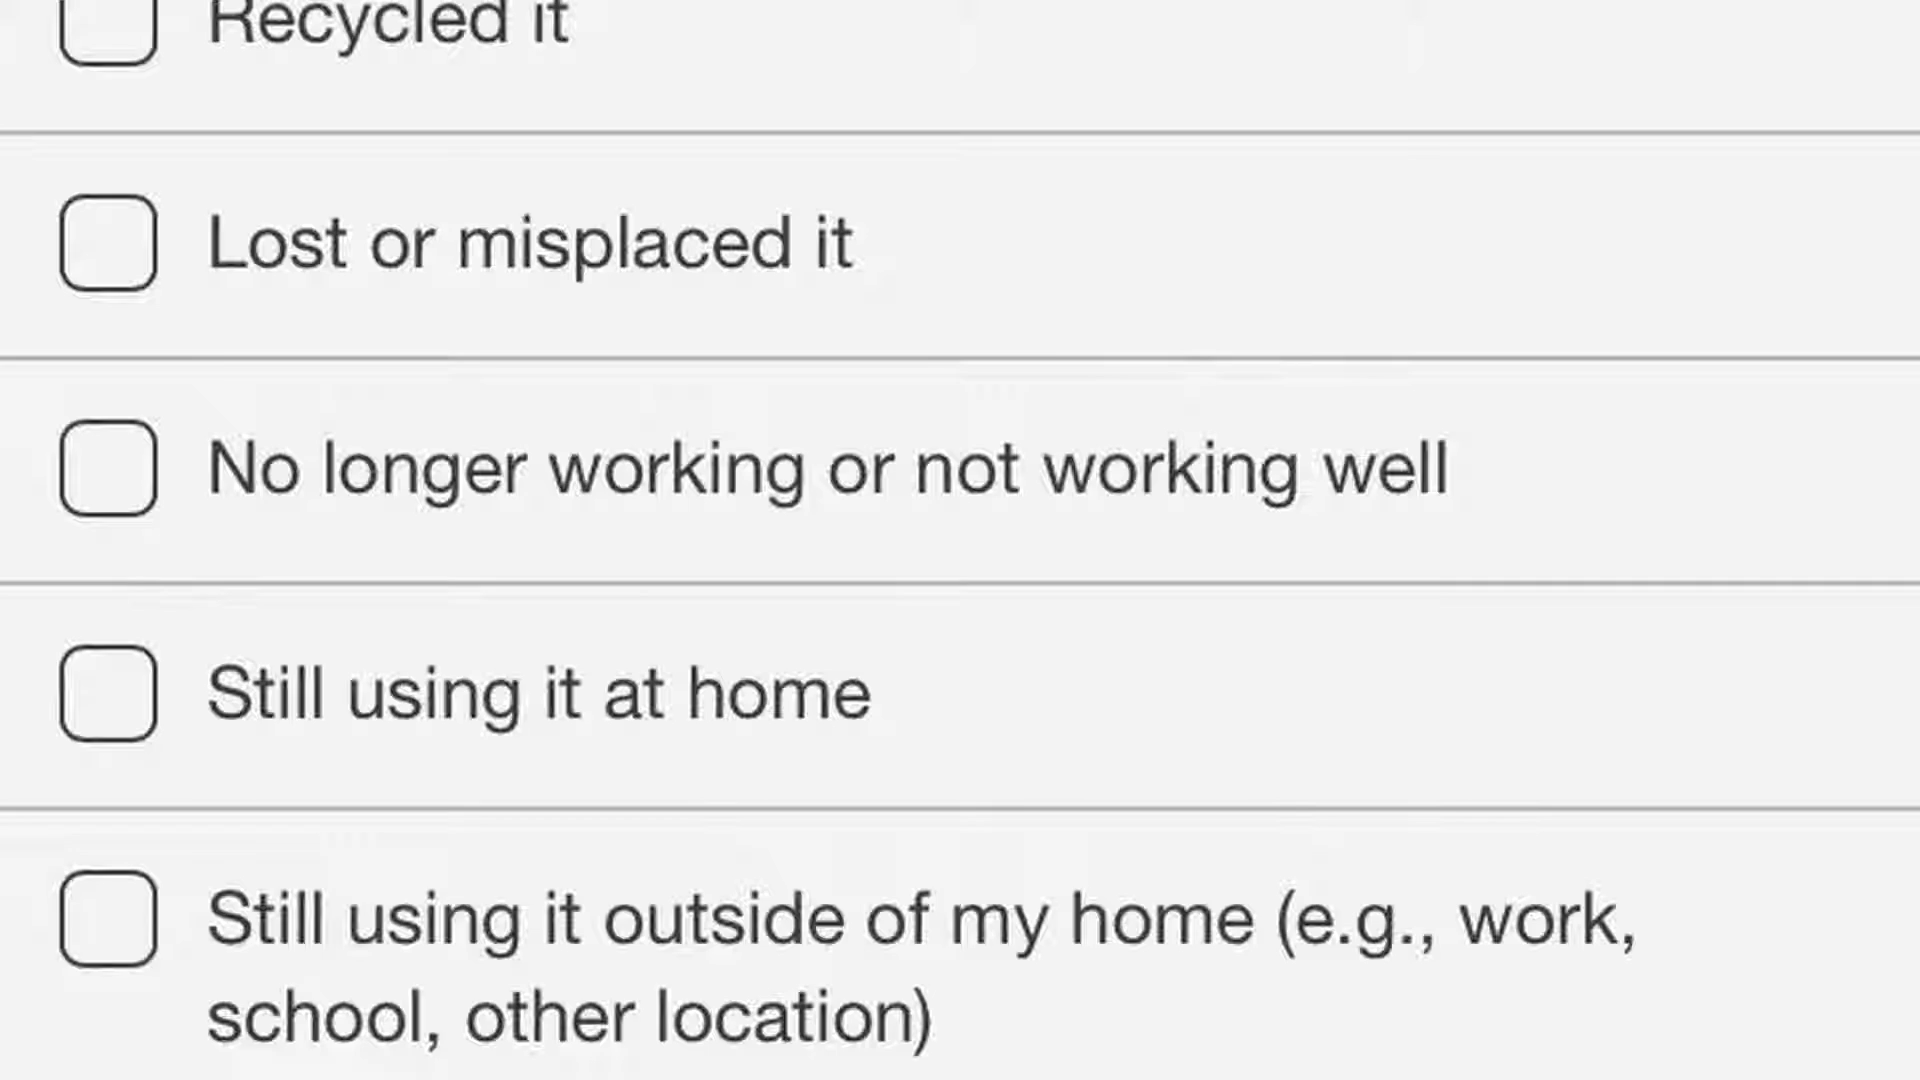 Recycled it
Lost or misplaced it
No longer working or not working well
Still using it at home
Still using it outside of my home (e.g., work,
school, other location)